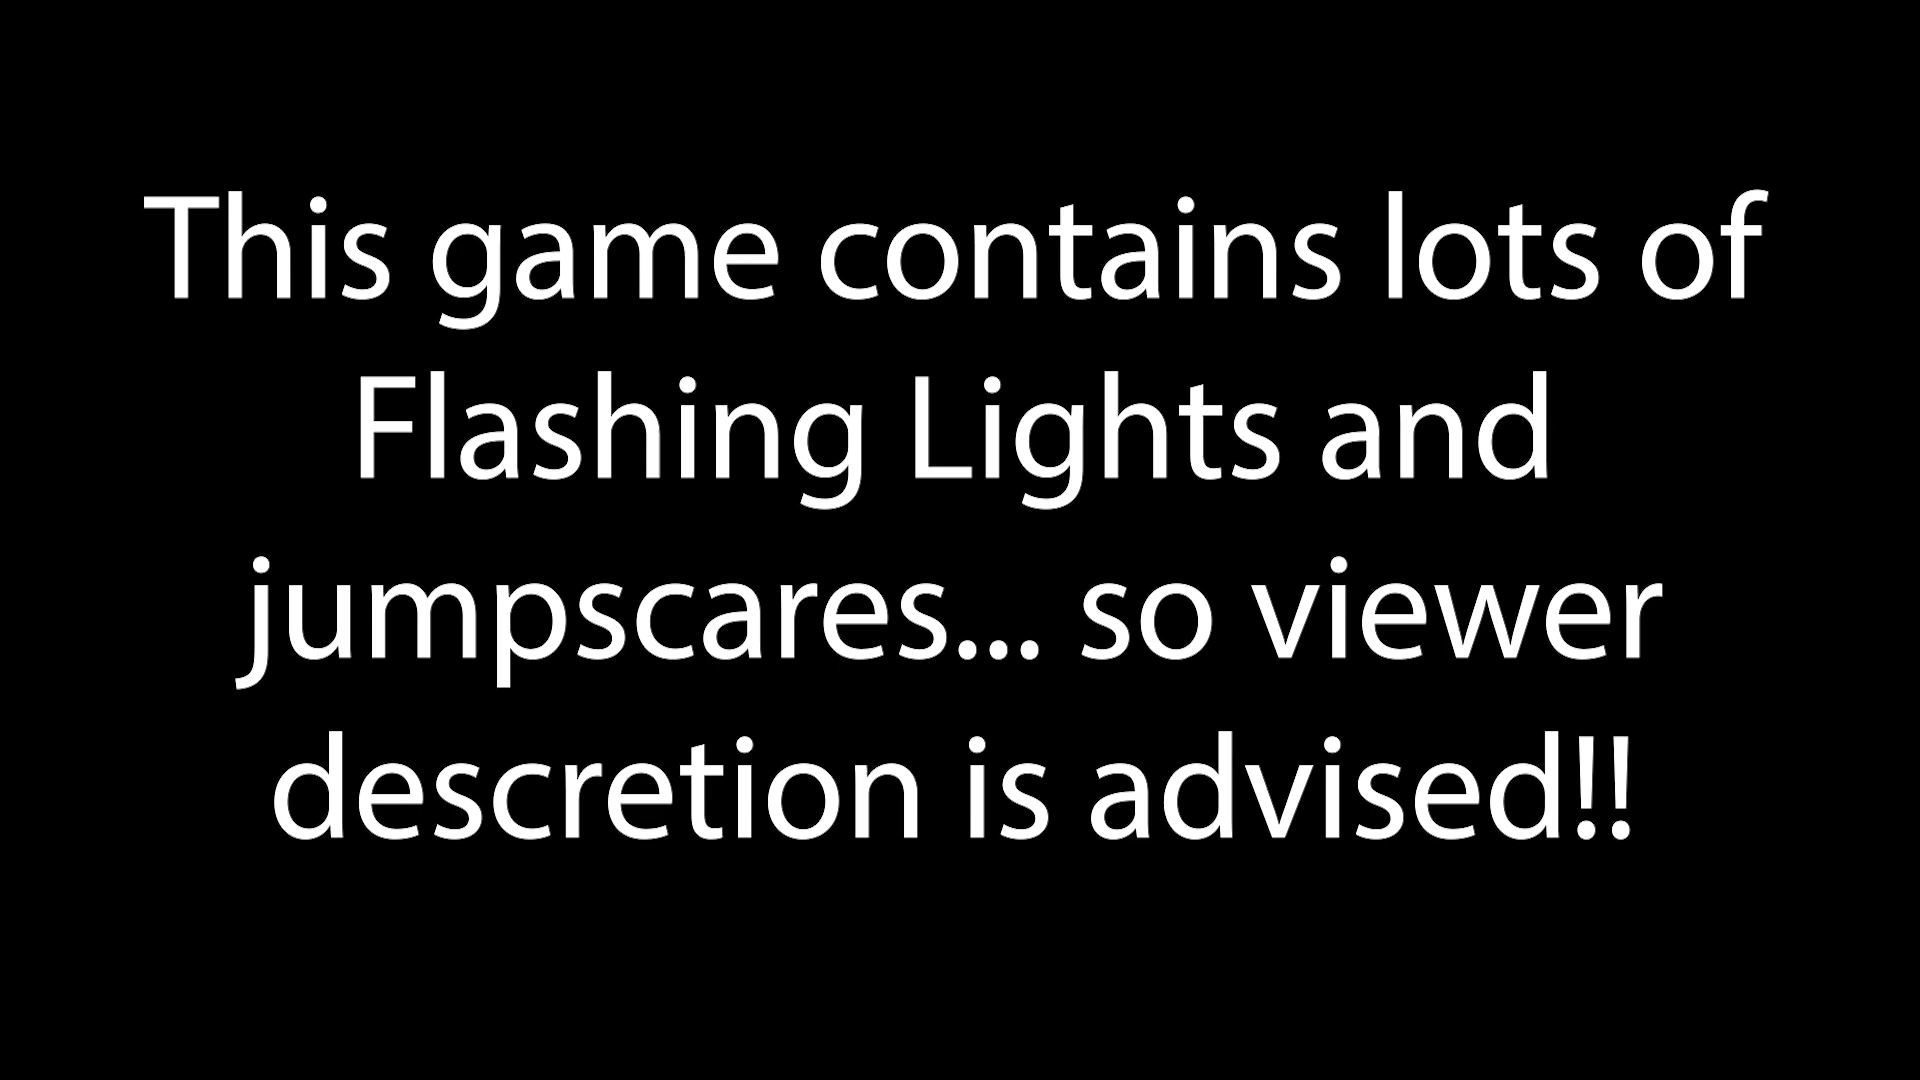 This game contains lots of
Flashing Lights and
jumpscares... so viewer
descretion is advised!!